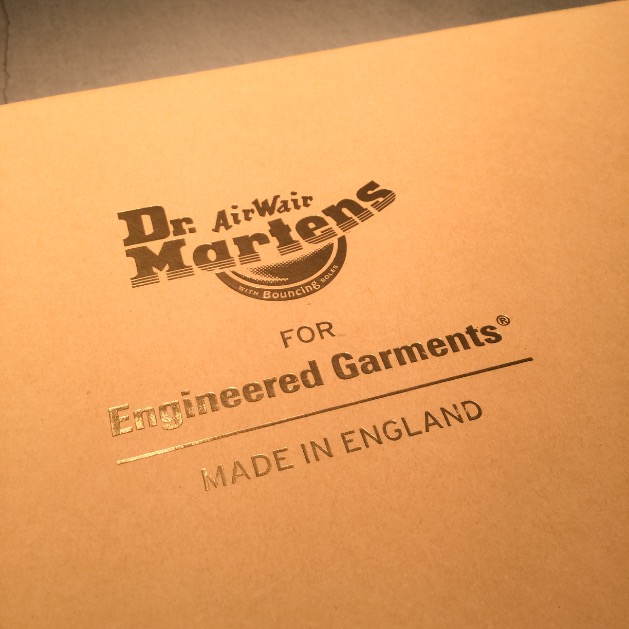 Dr. AirWair
Martens
WITH Bouncing SOLES
FOR
Engineered Garments®
MADE IN ENGLAND